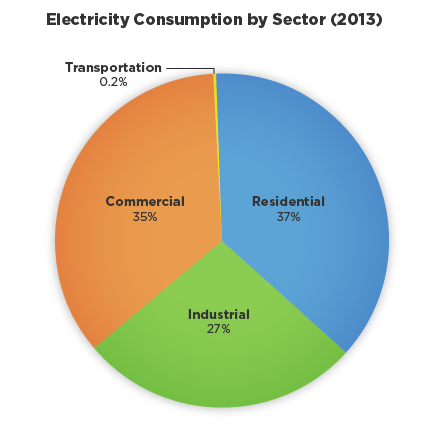 Electricity Consumption by Sector (2013)
Transportation
0.2%
Commercial
35%
Residential
37%
Industrial
27%